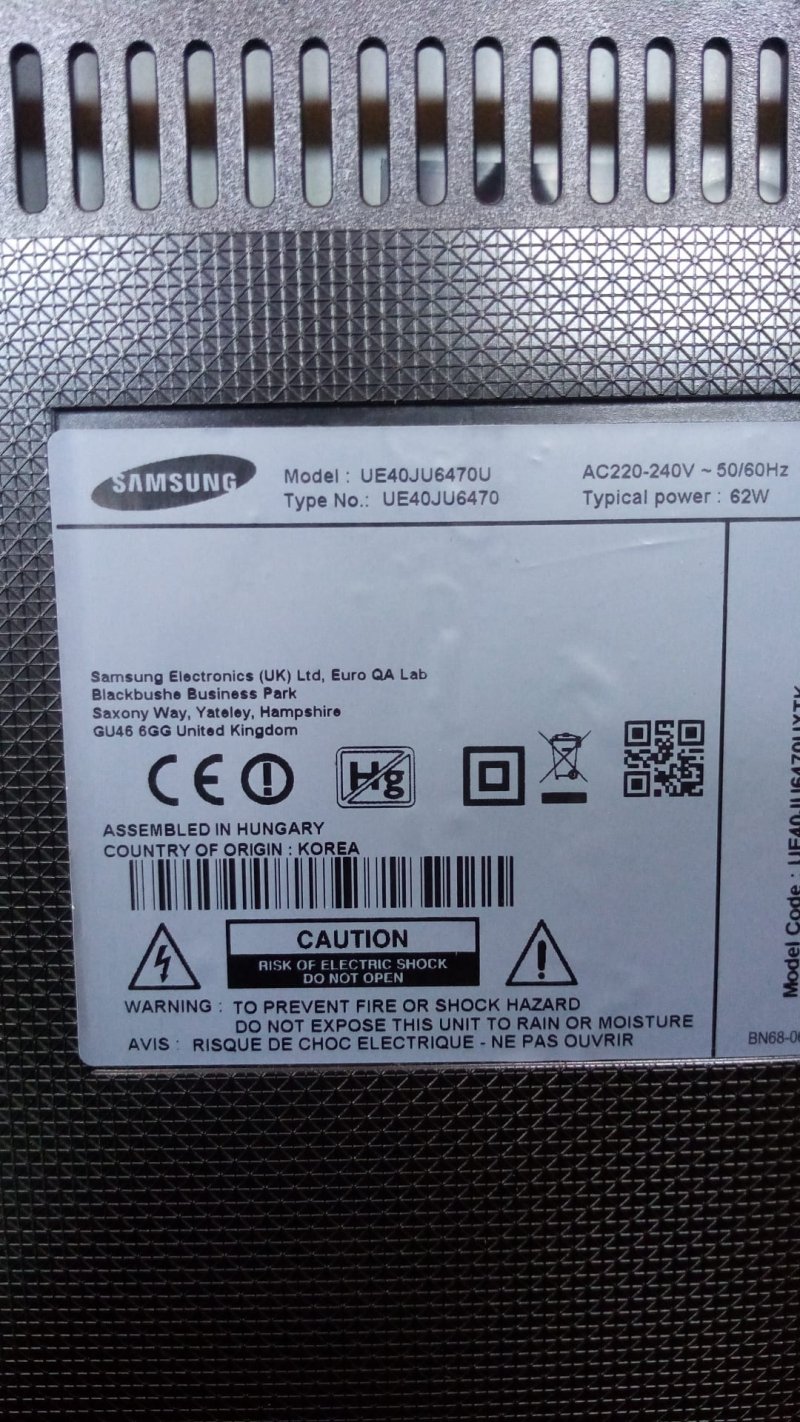 SAMSUNG
Model : UE40JU6470U
Type No.: UE40JU6470
AC220-240V ~ 50/60Hz
Typical power : 62W
Samsung Electronics (UK) Ltd, Euro QA Lab
Blackbushe Business Park
Saxony Way, Yateley, Hampshire
GU46 6GG United Kingdom
CE
Hg
ASSEMBLED IN HUNGARY
COUNTRY OF ORIGIN : KOREA
CAUTION
RISK OF ELECTRIC SHOCK
DO NOT OPEN
WARNING : TO PREVENT FIRE OR SHOCK HAZARD
DO NOT EXPOSE THIS UNIT TO RAIN OR MOISTURE
AVIS : RISQUE DE CHOC ELECTRIQUE - NE PAS OUVRIR
Model Code : UE40JU6470UXTK